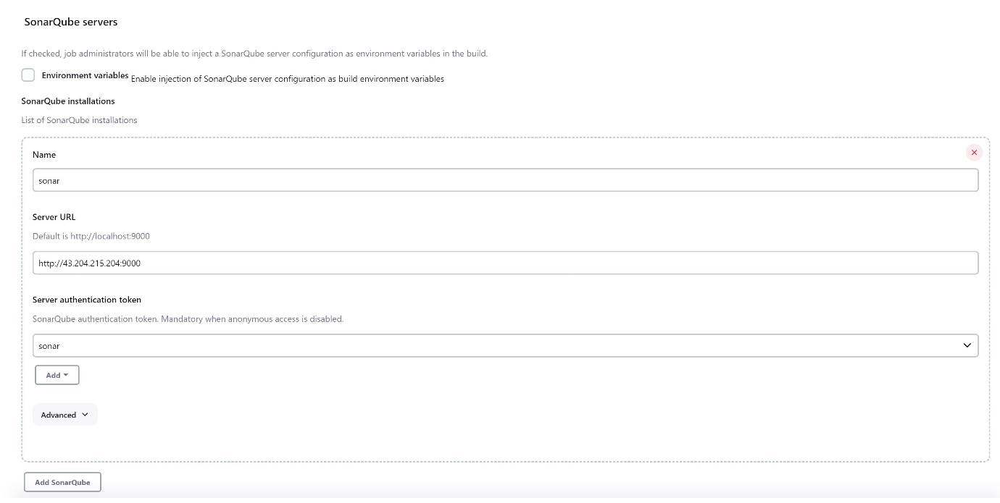 SonarQube servers
If checked, job administrators will be able to inject a SonarQube server configuration as environment variables in the build.
Environment variables Enable injection of SonarQube server configuration as build environment variables
SonarQube installations
List of SonarQube installations
Name
sonar
Server URL
Default is http://localhost:9000
http://43.204.215.204:9000
Server authentication token
SonarQube authentication token. Mandatory when anonymous access is disabled.
sonar
Add
Advanced
Add SonarQube